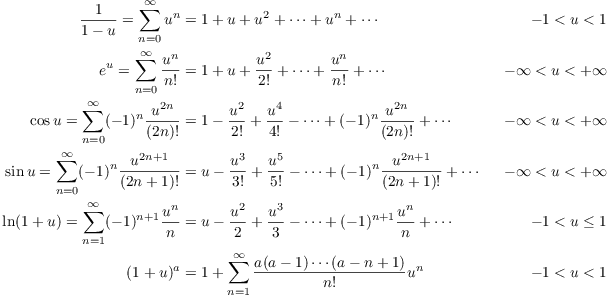 $\frac{1}{1-u} = \sum_{n=0}^{\infty} u^n = 1 + u + u^2 + \cdots + u^n + \cdots \quad -1 < u < 1$
$e^u = \sum_{n=0}^{\infty} \frac{u^n}{n!} = 1 + u + \frac{u^2}{2!} + \cdots + \frac{u^n}{n!} + \cdots \quad -\infty < u < +\infty$
$\cos u = \sum_{n=0}^{\infty} (-1)^n \frac{u^{2n}}{(2n)!} = 1 - \frac{u^2}{2!} + \frac{u^4}{4!} - \cdots + (-1)^n \frac{u^{2n}}{(2n)!} + \cdots \quad -\infty < u < +\infty$
$\sin u = \sum_{n=0}^{\infty} (-1)^n \frac{u^{2n+1}}{(2n+1)!} = u - \frac{u^3}{3!} + \frac{u^5}{5!} - \cdots + (-1)^n \frac{u^{2n+1}}{(2n+1)!} + \cdots \quad -\infty < u < +\infty$
$\ln(1+u) = \sum_{n=1}^{\infty} (-1)^{n+1} \frac{u^n}{n} = u - \frac{u^2}{2} + \frac{u^3}{3} - \cdots + (-1)^{n+1} \frac{u^n}{n} + \cdots \quad -1 < u \leq 1$
$(1+u)^a = 1 + \sum_{n=1}^{\infty} \frac{a(a-1)\cdots(a-n+1)}{n!} u^n \quad -1 < u < 1$